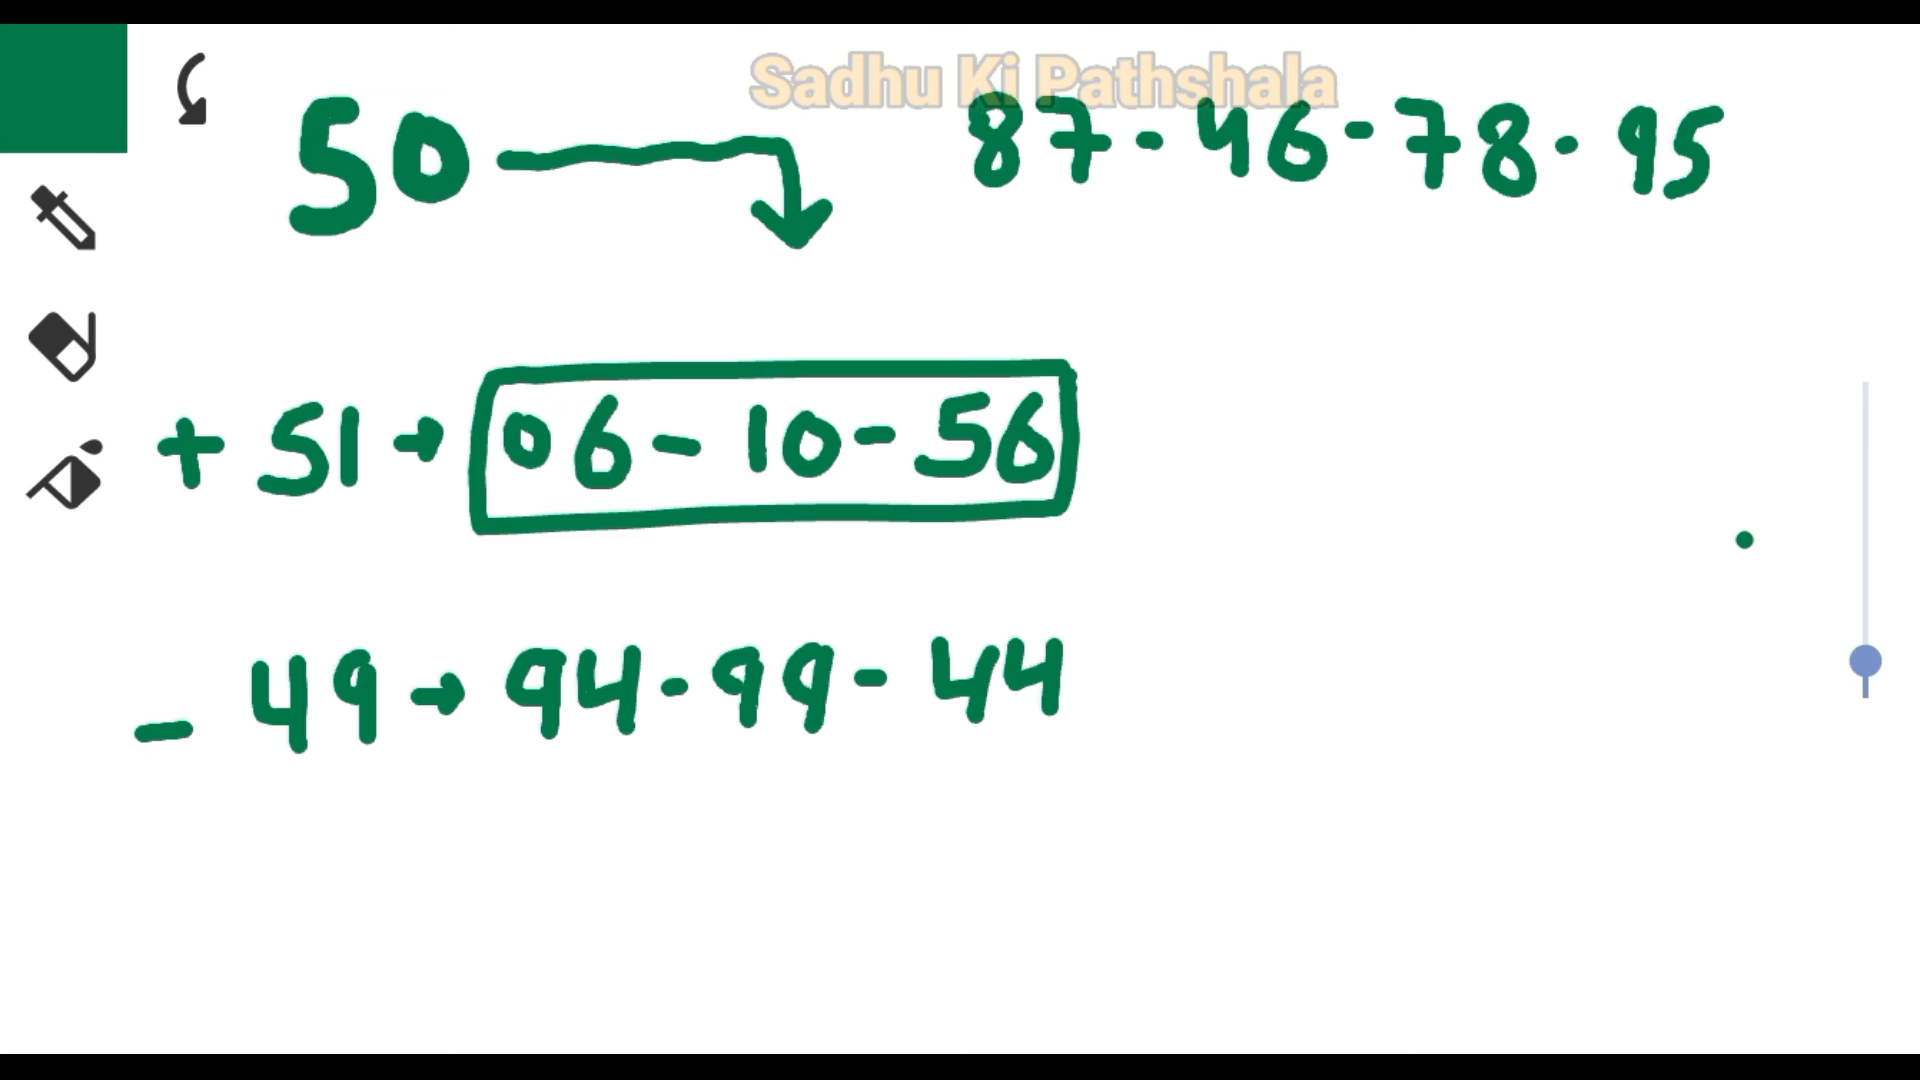 Sadhu Ki Pathshala
50 → 87 - 46 - 78 - 95
+ 51 → 06 - 10 - 56
- 49 → 94 - 99 - 44